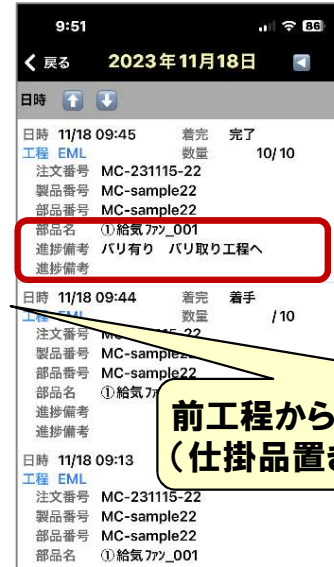 9:51 86
戻る 2023年11月18日
日時
日時 11/18 09:45 着完 完了
工程 EML 数量 10/10
注文番号 MC-231115-22
製品番号 MC-sample22
部品番号 MC-sample22
部品名 ①給気ファン_001
進捗備考 バリ有り バリ取り工程へ
進捗備考
日時 11/18 09:44 着完 着手
工程 EML 数量 /10
注文番号 -22
製品番号 MC-samp
部品番号 MC-samp
部品名 ①給気ファ
進捗備考
進捗備考
前工程から
（仕掛品置
日時 11/18 09:13
工程 EML
注文番号 MC-231115-22
製品番号 MC-sample22
部品番号 MC-sample22
部品名 ①給気ファン_001